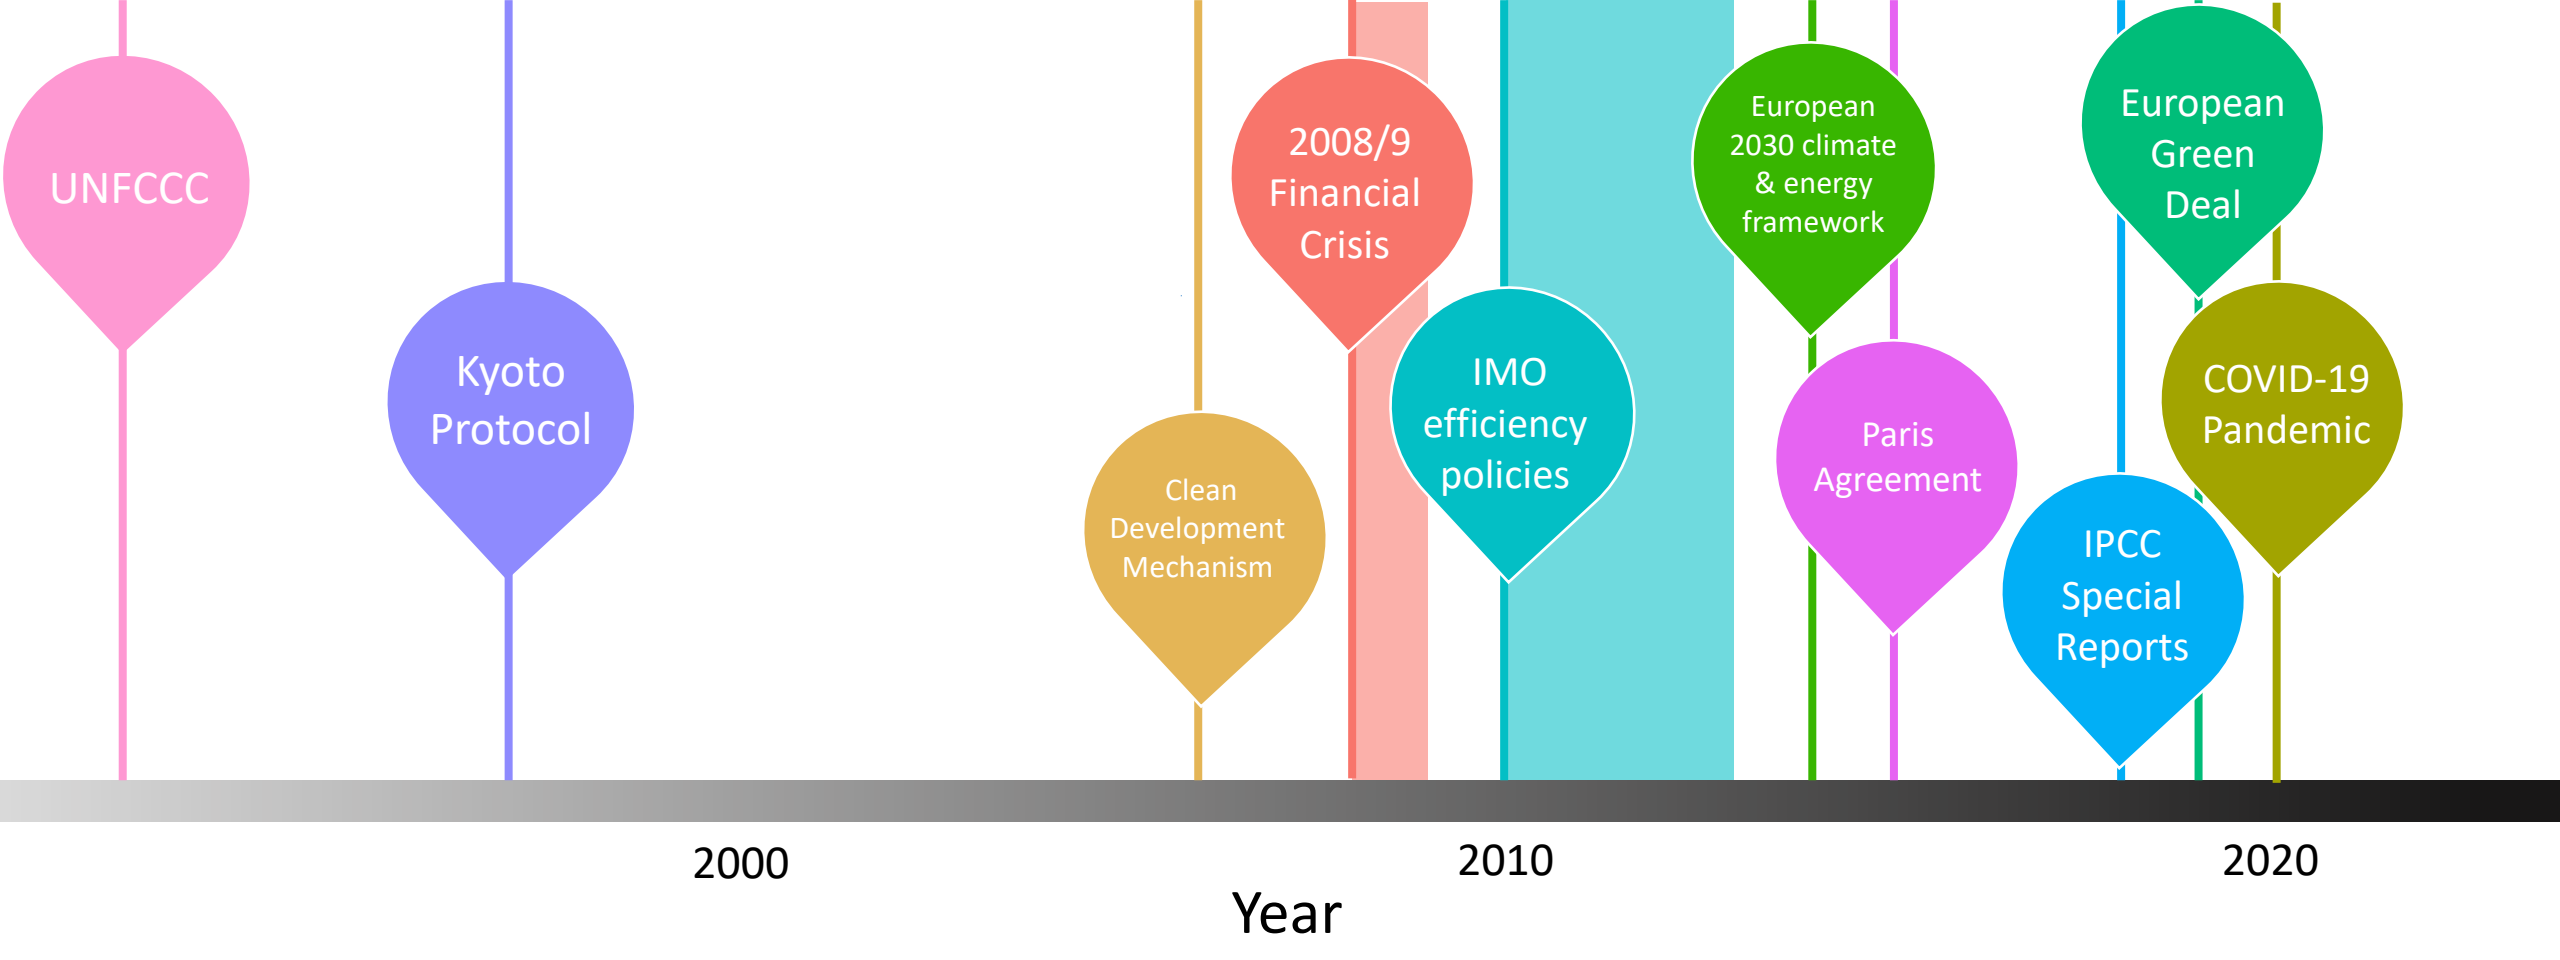 UNFCCC
Kyoto
Protocol
Clean
Development
Mechanism
2008/9
Financial
Crisis
IMO
efficiency
policies
European
2030 climate
& energy
framework
Paris
Agreement
IPCC
Special
Reports
European
Green
Deal
COVID-19
Pandemic
2000
2010
2020
Year